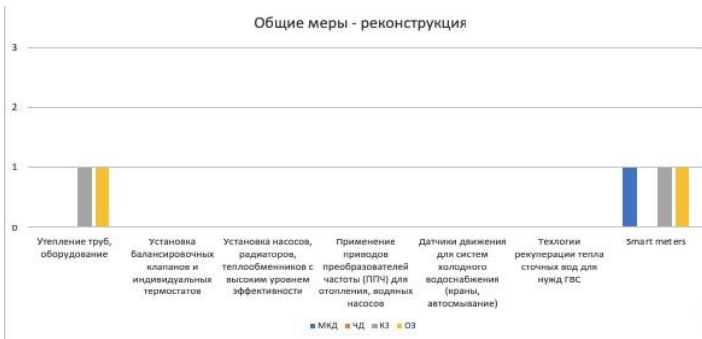 Общие меры - реконструкция
3
2
1
0
Утепление труб,
оборудование
Установка
балансировочных
клапанов и
индивидуальных
термостатов
Установка насосов,
радиаторов,
теплообменников с
высоким уровнем
эффективности
Применение
приводов
преобразователей
частоты (ППЧ) для
отопления, водяных
насосов
Датчики движения
для систем
холодного
водоснабжения
(краны,
автосмывание)
Техлогии
рекуперации тепла
сточных вод для
нужд ГВС
Smart meters
МКД ЧД КЗ ОЗ